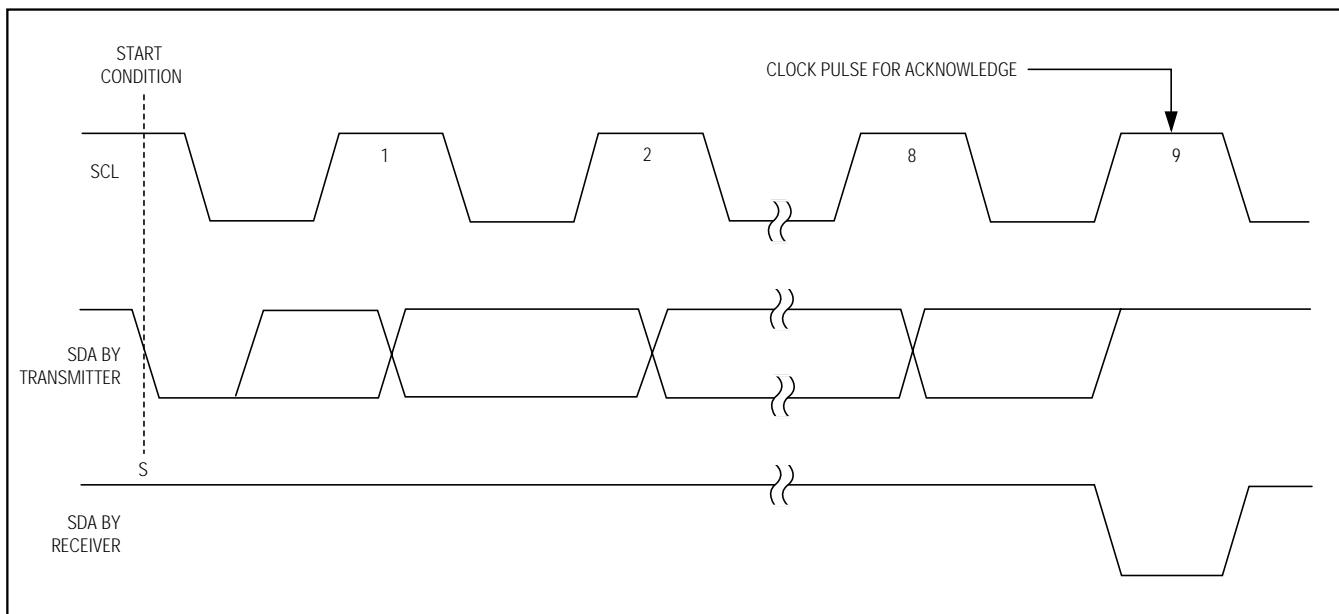 START
CONDITION
CLOCK PULSE FOR ACKNOWLEDGE
SCL
1
2
8
9
SDA BY
TRANSMITTER
S
SDA BY
RECEIVER